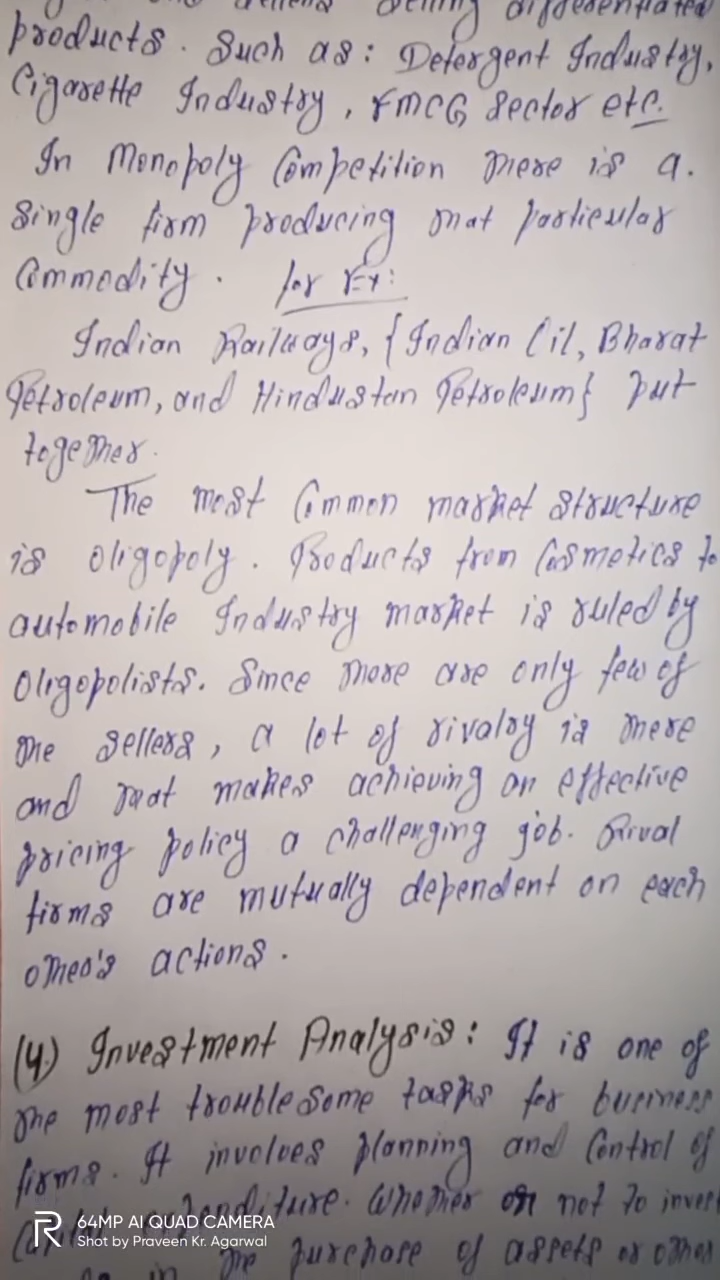 differentiated
products. Such as: Detergent Industry,
Cigarette Industry, FMCG Sector etc.
In Monopoly Competition there is a.
single firm producing that particular
Commodity. for Ex:
Indian Railways, {Indian Oil, Bharat
Petroleum, and Hindustan Petroleum} put
together.
The most Common market structure
is oligopoly. Products from Cosmetics to
automobile Industry market is ruled by
Oligopolists. Since there are only few of
the sellers, a lot of rivalry is there
and that makes achieving an effective
pricing policy a challenging job. Rival
firms are mutually dependent on each
other's actions.
(4.) Investment Analysis: It is one of
the most troublesome tasks for business
firms. It involves planning and Control of
Whether or not to invest
in the purchase of assets or other
64MP AI QUAD CAMERA
Shot by Praveen Kr. Agarwal